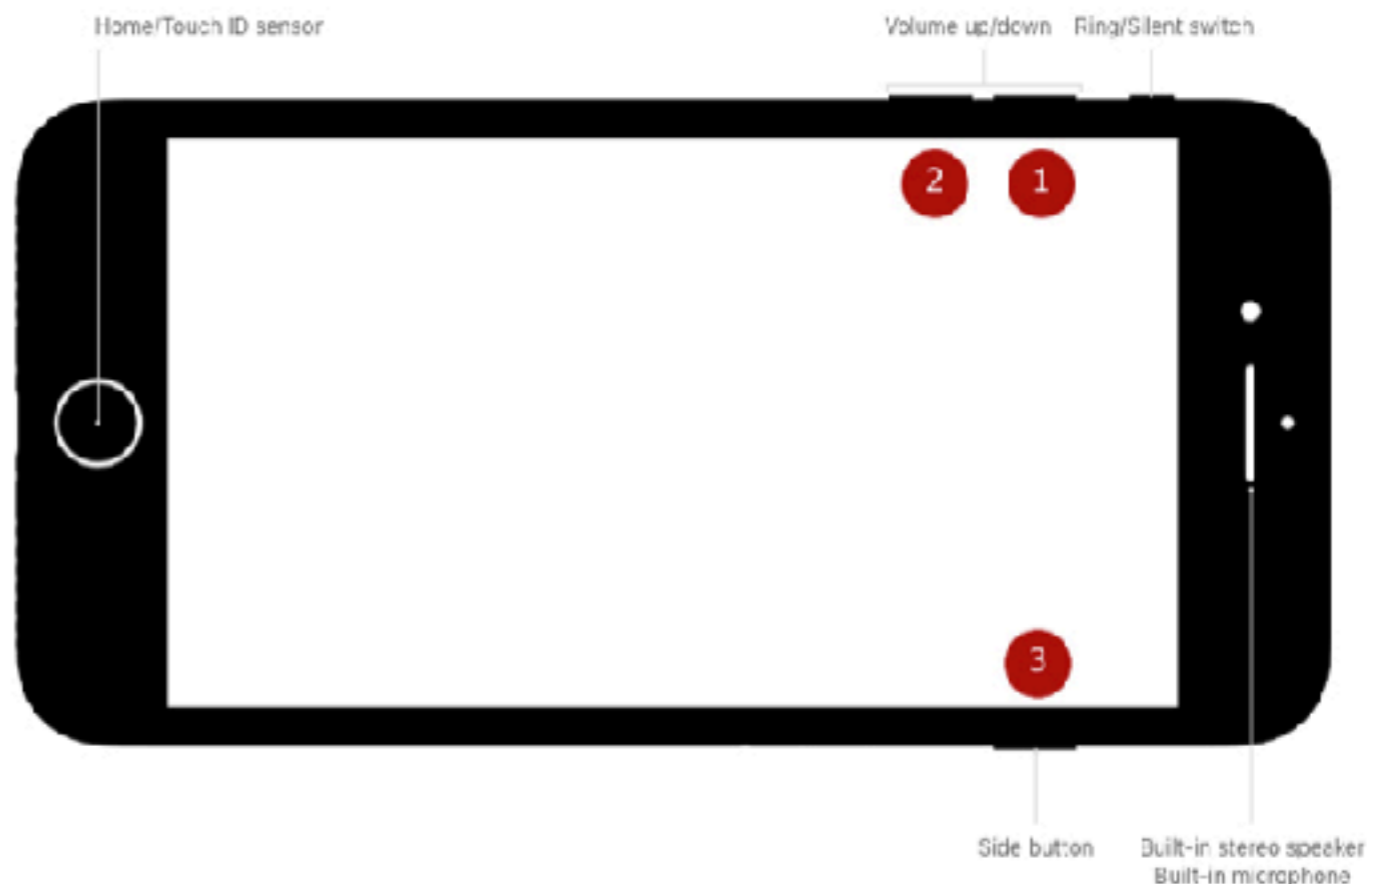 Home/Touch ID sensor
Volume up/down
Ring/Silent switch
2
1
3
Side button
Built-in stereo speaker
Built-in microphone